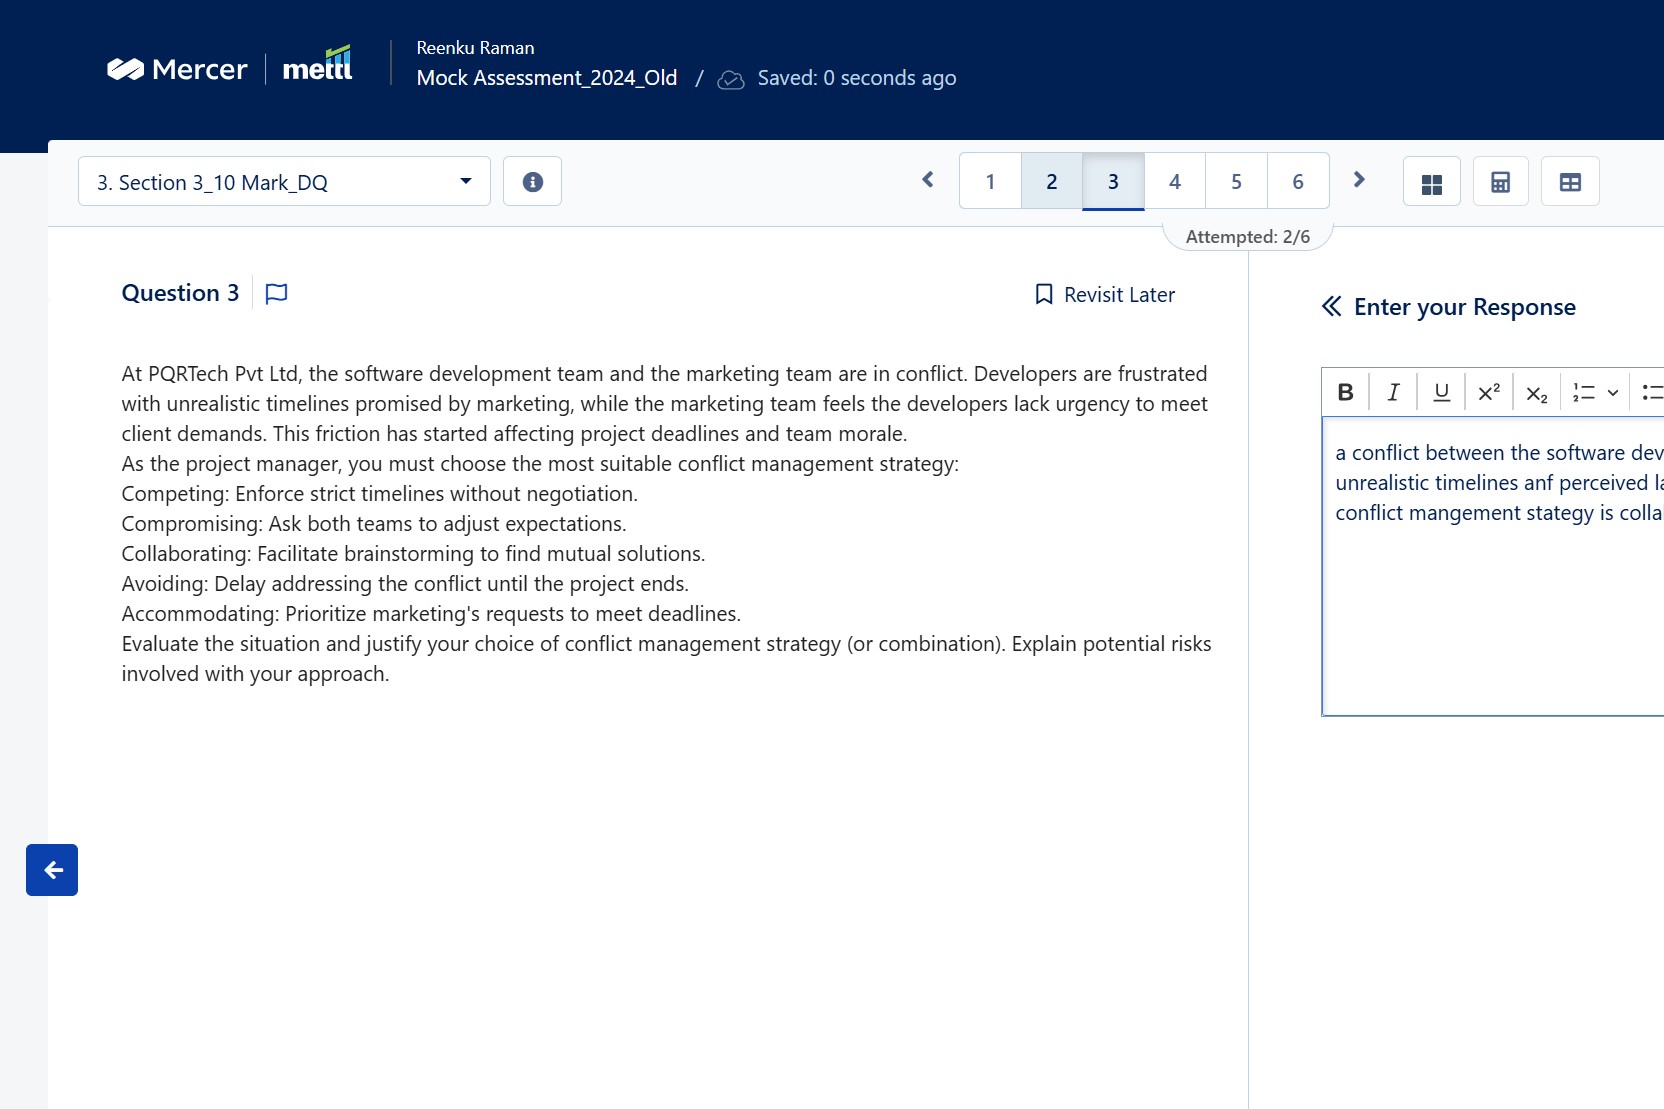 Mercer
mettl
Reenku Raman
Mock Assessment_2024_Old / Saved: 0 seconds ago
3. Section 3_10 Mark_DQ
1 2 3 4 5 6
Attempted: 2/6
Question 3
Revisit Later
At PQRTech Pvt Ltd, the software development team and the marketing team are in conflict. Developers are frustrated
with unrealistic timelines promised by marketing, while the marketing team feels the developers lack urgency to meet
client demands. This friction has started affecting project deadlines and team morale.
As the project manager, you must choose the most suitable conflict management strategy:
Competing: Enforce strict timelines without negotiation.
Compromising: Ask both teams to adjust expectations.
Collaborating: Facilitate brainstorming to find mutual solutions.
Avoiding: Delay addressing the conflict until the project ends.
Accommodating: Prioritize marketing's requests to meet deadlines.
Evaluate the situation and justify your choice of conflict management strategy (or combination). Explain potential risks
involved with your approach.
Enter your Response
B I U x² x₂
a conflict between the software dev
unrealistic timelines anf perceived la
conflict mangement stategy is colla